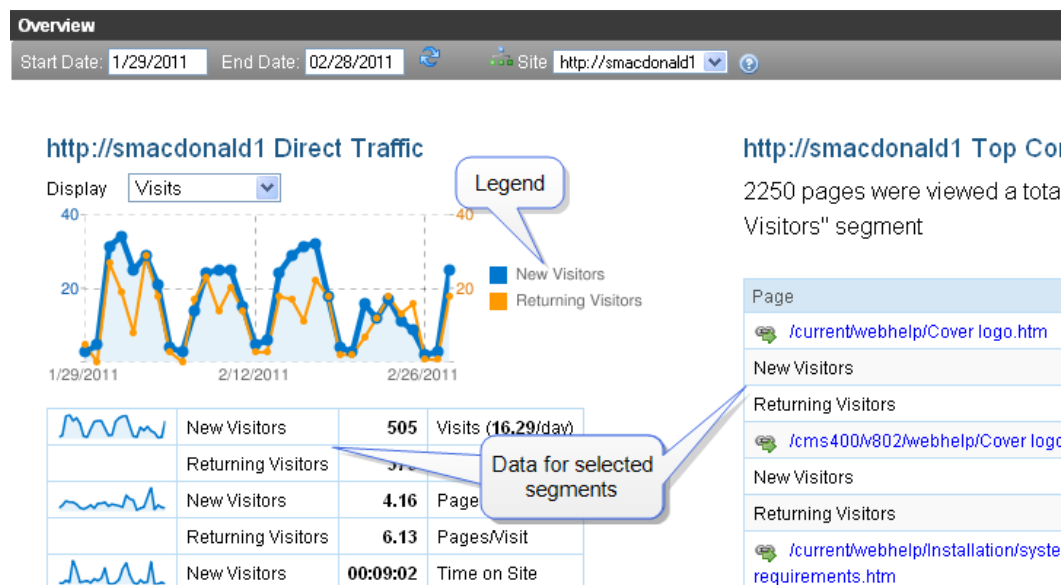 Overview
Start Date: 1/29/2011 End Date: 02/28/2011 Site http://smacdonald1
http://smacdonald1 Direct Traffic
Display Visits
Legend
40 40
20 20
New Visitors
Returning Visitors
1/29/2011 2/12/2011 2/26/2011
New Visitors 505 Visits (16.29/day)
Returning Visitors
New Visitors 4.16
Returning Visitors 6.13 Pages/Visit
New Visitors 00:09:02 Time on Site
Data for selected
segments
http://smacdonald1 Top
2250 pages were viewed a
Visitors" segment
Page
/current/webhelp/Cover logo.htm
New Visitors
Returning Visitors
/cms400/v802/webhelp/Cover
New Visitors
Returning Visitors
/current/webhelp/Installation/
requirements.htm